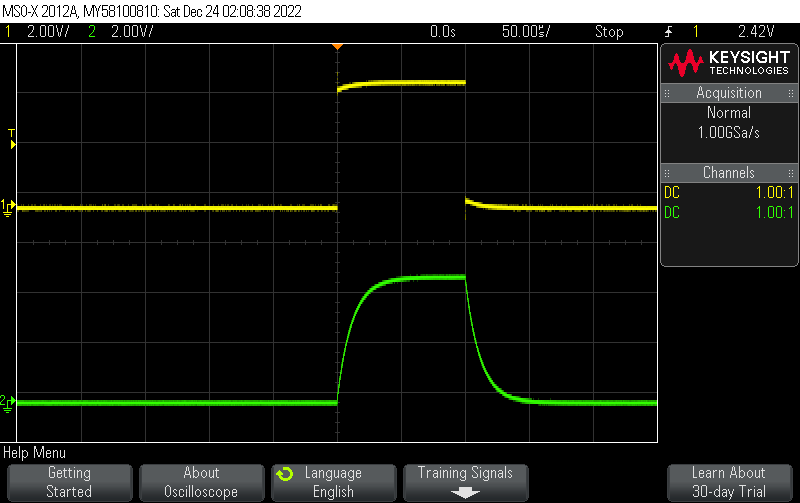 MSO-X 2012A, MY58100810: Sat Dec 24 02:08:38 2022
1 2.00V/ 2 2.00V/ 0.0s 50.00㎲/ Stop 1 2.42V
KEYSIGHT
TECHNOLOGIES
Acquisition
Normal
1.00GSa/s
Channels
DC 1.00:1
DC 1.00:1
T
1
2
Help Menu
Getting
Started
About
Oscilloscope
Language
English
Training Signals
Learn About
30-day Trial